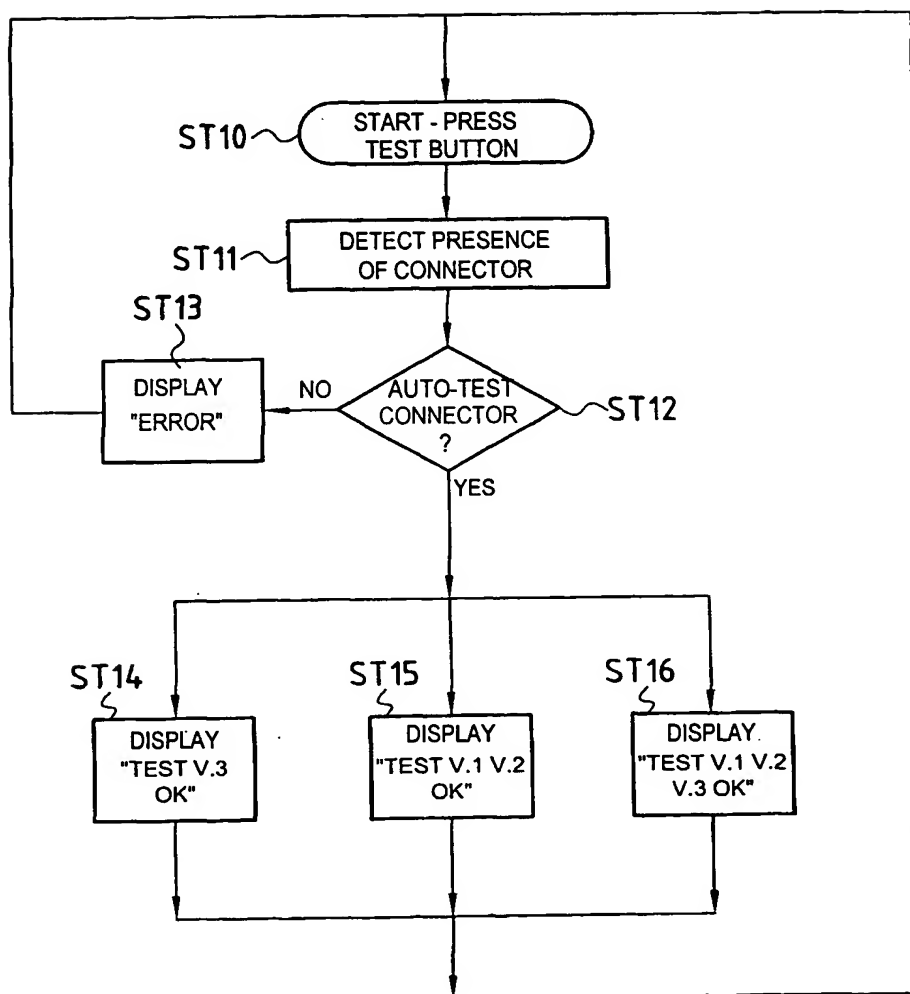 ST10
START - PRESS
TEST BUTTON
ST11
DETECT PRESENCE
OF CONNECTOR
ST13
DISPLAY
"ERROR"
NO
AUTO-TEST
CONNECTOR
?
ST12
YES
ST14
DISPLAY
"TEST V.3
OK"
ST15
DISPLAY
"TEST V.1 V.2
OK"
ST16
DISPLAY
"TEST V.1 V.2
V.3 OK"